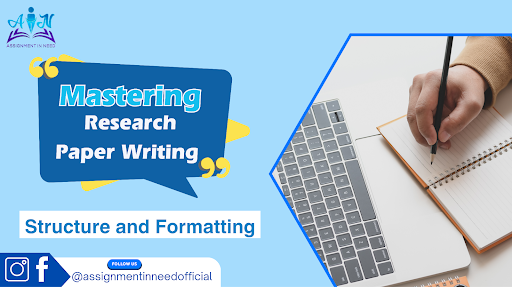 AIN
ASSIGNMENT IN NEED
Mastering
Research
Paper Writing
Structure and Formatting
FOLLOW US
@assignmentinneedofficial